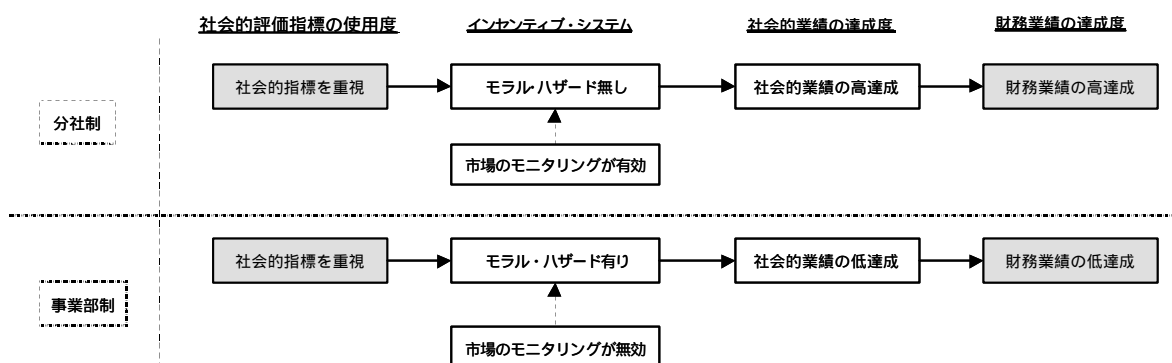 社会的評価指標の使用度 インセンティブ・システム 社会的業績の達成度 財務業績の達成度
社会的指標を重視 モラル・ハザード無し 社会的業績の高達成 財務業績の高達成
分社制
市場のモニタリングが有効
社会的指標を重視 モラル・ハザード有り 社会的業績の低達成 財務業績の低達成
事業部制
市場のモニタリングが無効